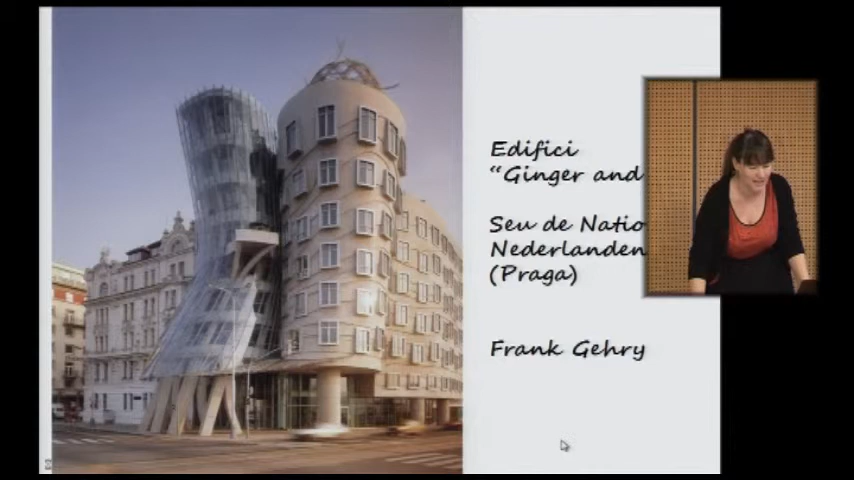 Edifici
“Ginger and
Seu de Natio
Nederlanden
(Praga)
Frank Gehry